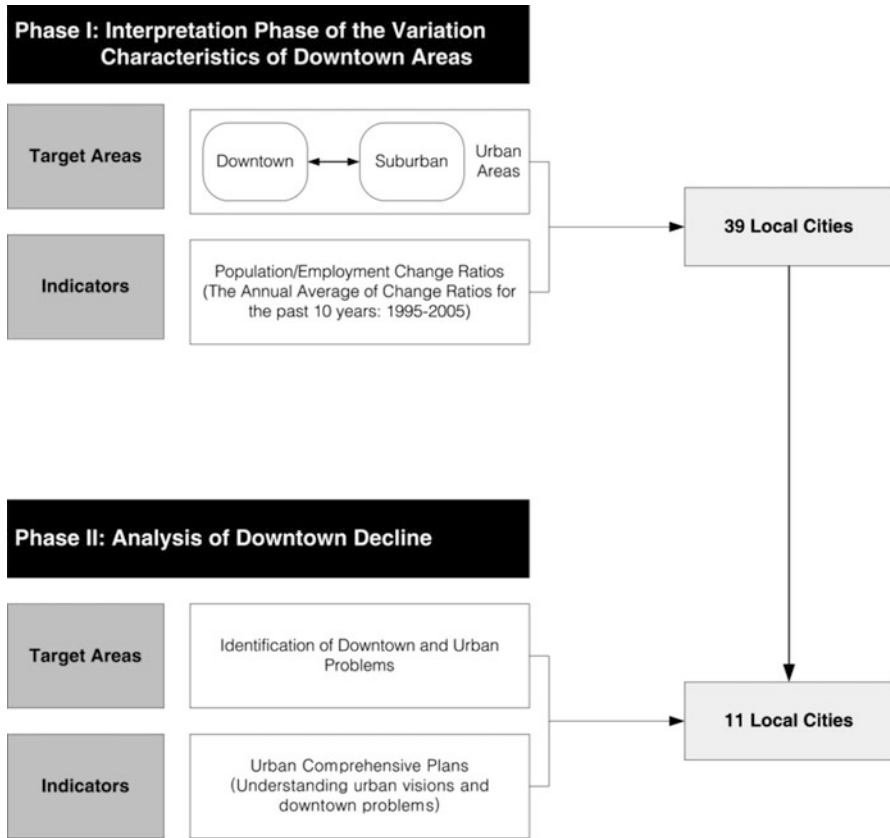 Phase I: Interpretation Phase of the Variation
Characteristics of Downtown Areas
Target Areas
Downtown
Suburban
Urban
Areas
39 Local Cities
Indicators
Population/Employment Change Ratios
(The Annual Average of Change Ratios for
the past 10 years: 1995-2005)
Phase II: Analysis of Downtown Decline
Target Areas
Identification of Downtown and Urban
Problems
11 Local Cities
Indicators
Urban Comprehensive Plans
(Understanding urban visions and
downtown problems)